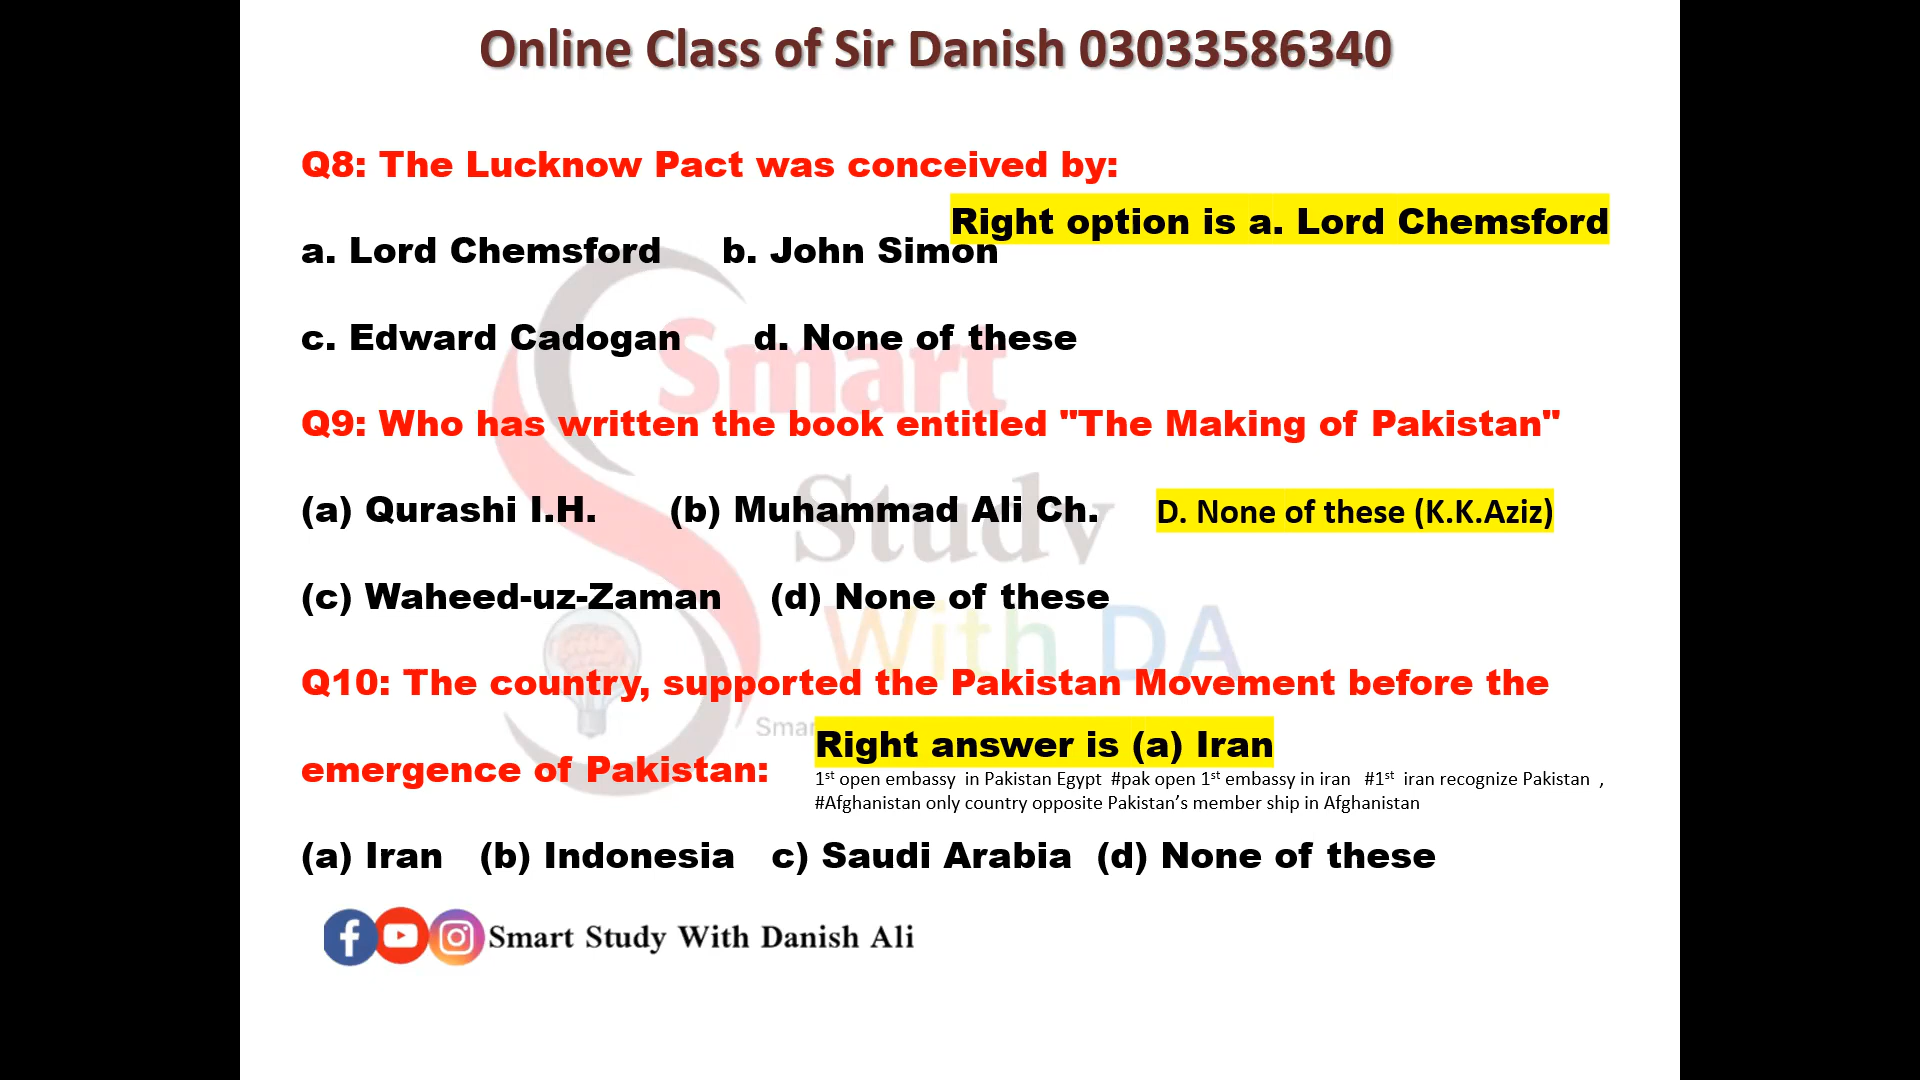 Online Class of Sir Danish 03033586340
Q8: The Lucknow Pact was conceived by:
Right option is a. Lord Chemsford
a. Lord Chemsford b. John Simon
c. Edward Cadogan d. None of these
Q9: Who has written the book entitled "The Making of Pakistan"
(a) Qurashi I.H. (b) Muhammad Ali Ch. D. None of these (K.K.Aziz)
(c) Waheed-uz-Zaman (d) None of these
Q10: The country, supported the Pakistan Movement before the
Right answer is (a) Iran
emergence of Pakistan:
1st open embassy in Pakistan Egypt #pak open 1st embassy in iran #1st iran recognize Pakistan ,
#Afghanistan only country opposite Pakistan’s member ship in Afghanistan
(a) Iran (b) Indonesia c) Saudi Arabia (d) None of these
Smart Study With Danish Ali
Smart
Study
With DA